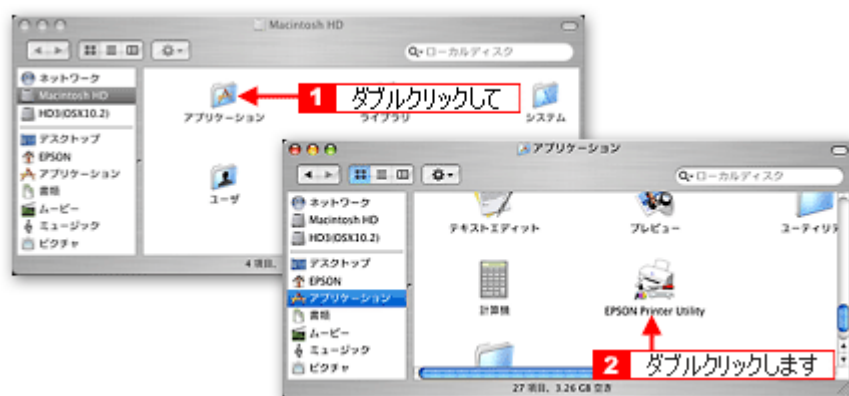 Macintosh HD
ローカルディスク
ネットワーク
Macintosh HD
HD3(OSX10.2)
デスクトップ
EPSON
アプリケーション
書類
ムービー
ミュージック
ピクチャ
アプリケーション
1 ダブルクリックして
ライブラリ
システム
ユーザ
4 項目、
アプリケーション
ローカルディスク
ネットワーク
Macintosh HD
HD3(OSX10.2)
デスクトップ
EPSON
アプリケーション
書類
ムービー
ミュージック
ピクチャ
テキストエディット
プレビュー
ユーティリテ
計算機
EPSON Printer Utility
2 ダブルクリックします
27 項目、3.26 GB 空き